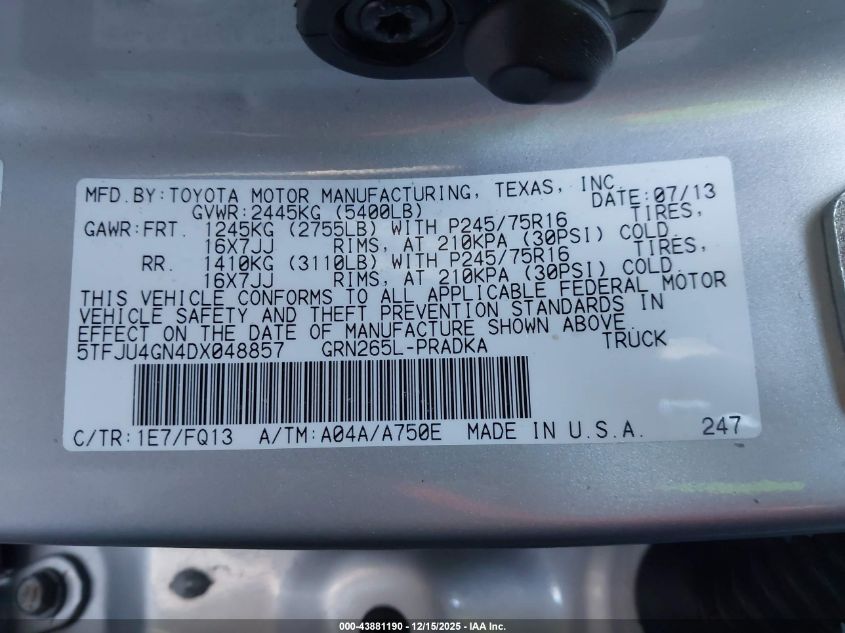 MFD. BY: TOYOTA MOTOR MANUFACTURING, TEXAS, INC. DATE: 07/13
GVWR: 2445KG (5400LB)
GAWR: FRT. 1245KG (2755LB) WITH P245/75R16 TIRES,
16X7JJ RIMS, AT 210KPA (30PSI) COLD.
RR. 1410KG (3110LB) WITH P245/75R16 TIRES,
16X7JJ RIMS, AT 210KPA (30PSI) COLD.
THIS VEHICLE CONFORMS TO ALL APPLICABLE FEDERAL MOTOR
VEHICLE SAFETY AND THEFT PREVENTION STANDARDS IN
EFFECT ON THE DATE OF MANUFACTURE SHOWN ABOVE.
5TFJU4GN4DX048857 GRN265L-PRADKA TRUCK
C/TR: 1E7/FQ13 A/TM: A04A/A750E MADE IN U.S.A. 247
000-43881190 - 12/15/2025 - IAA Inc.